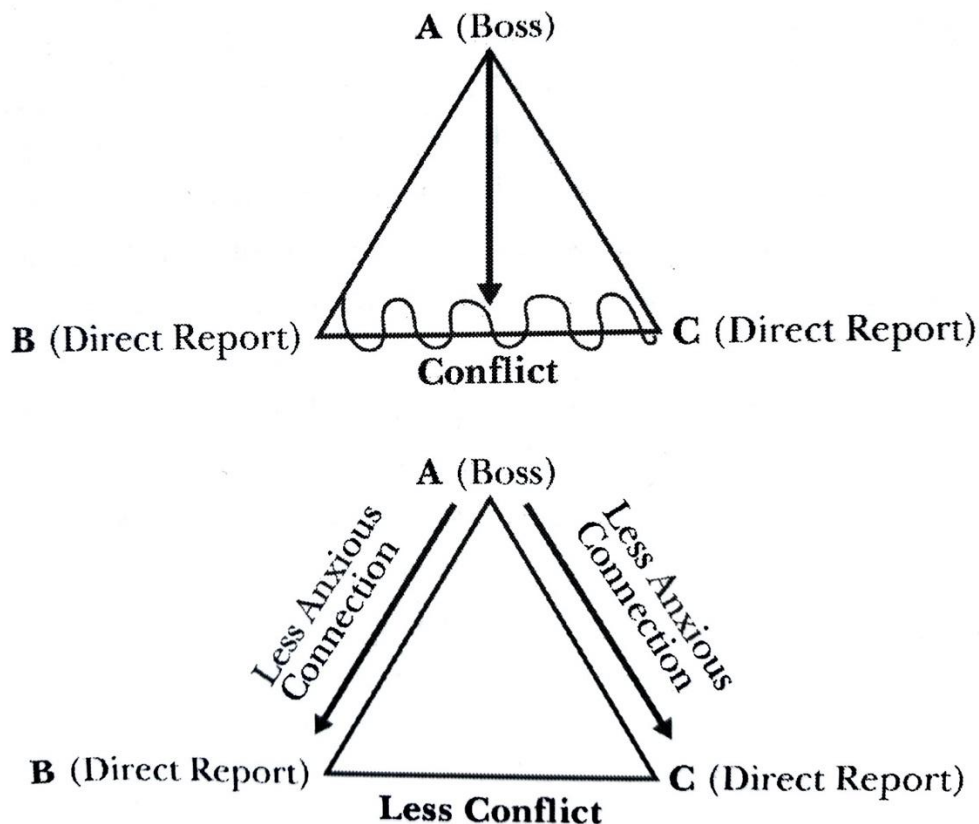 A (Boss)
B (Direct Report)
C (Direct Report)
Conflict
A (Boss)
Less Anxious
Connection
Less Anxious
Connection
B (Direct Report)
C (Direct Report)
Less Conflict